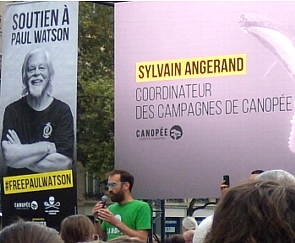 SOUTIEN À
PAUL WATSON
CANOPÉE
#FREEPAULWATSON
SYLVAIN ANGERAND
COORDINATEUR
DES CAMPAGNES DE CANOPÉE
CANOPÉE